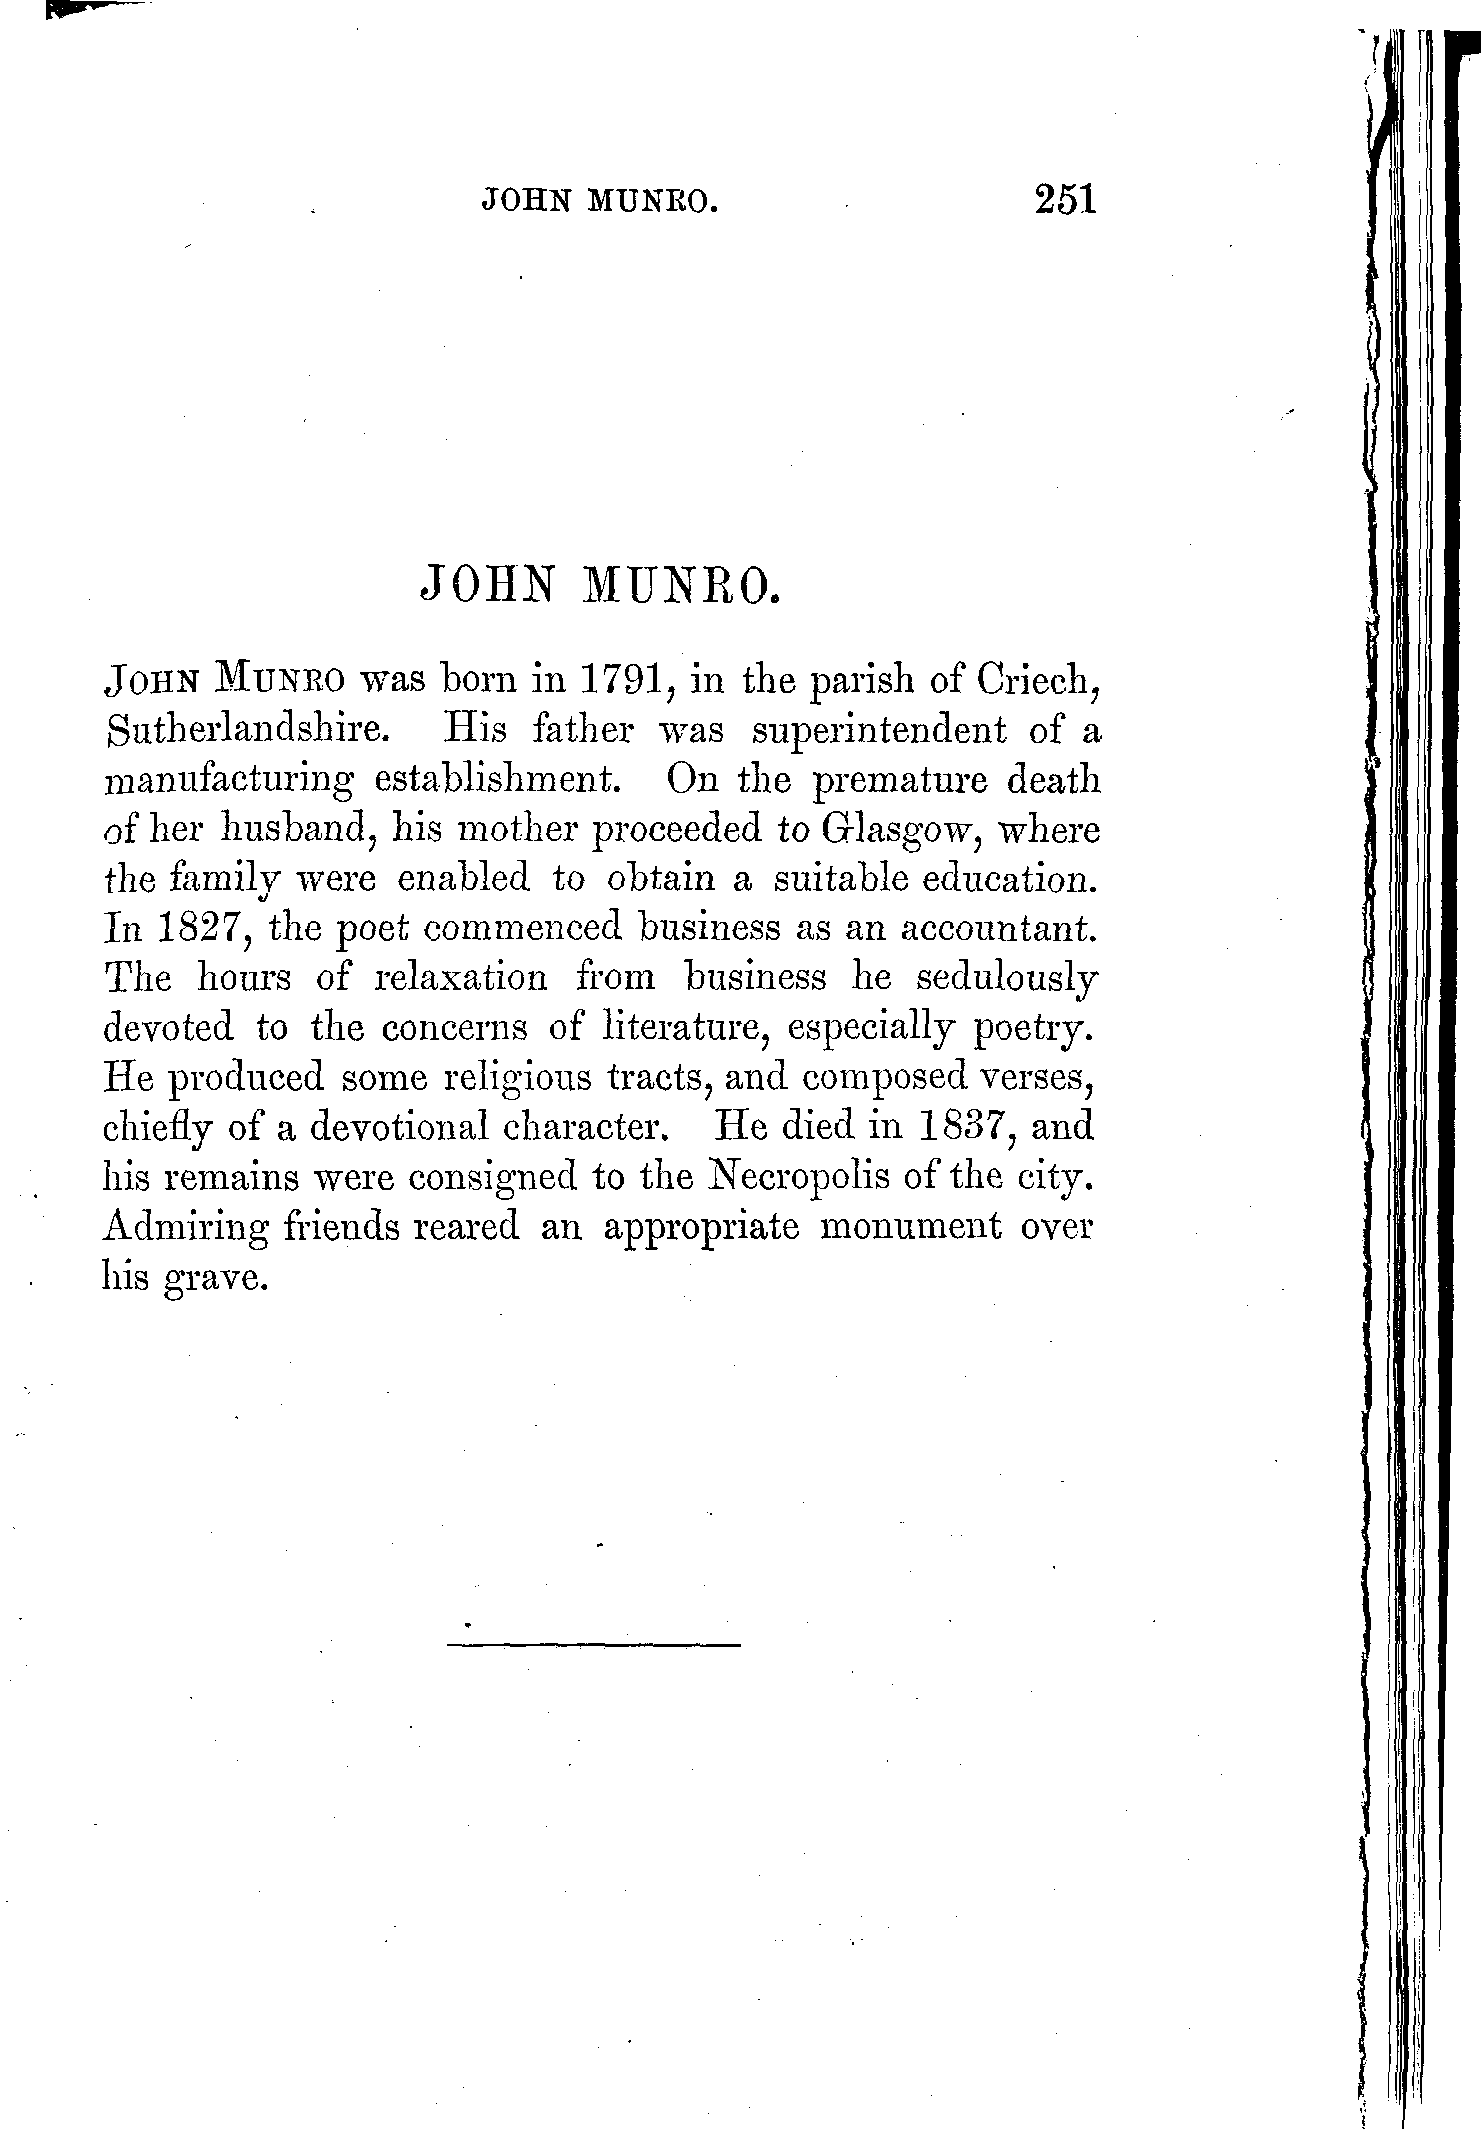 JOHN MUNRO. 251
JOHN MUNRO.
JOHN MUNRO was born in 1791, in the parish of Criech,
Sutherlandshire. His father was superintendent of a
manufacturing establishment. On the premature death
of her husband, his mother proceeded to Glasgow, where
the family were enabled to obtain a suitable education.
In 1827, the poet commenced business as an accountant.
The hours of relaxation from business he sedulously
devoted to the concerns of literature, especially poetry.
He produced some religious tracts, and composed verses,
chiefly of a devotional character. He died in 1837, and
his remains were consigned to the Necropolis of the city.
Admiring friends reared an appropriate monument over
his grave.